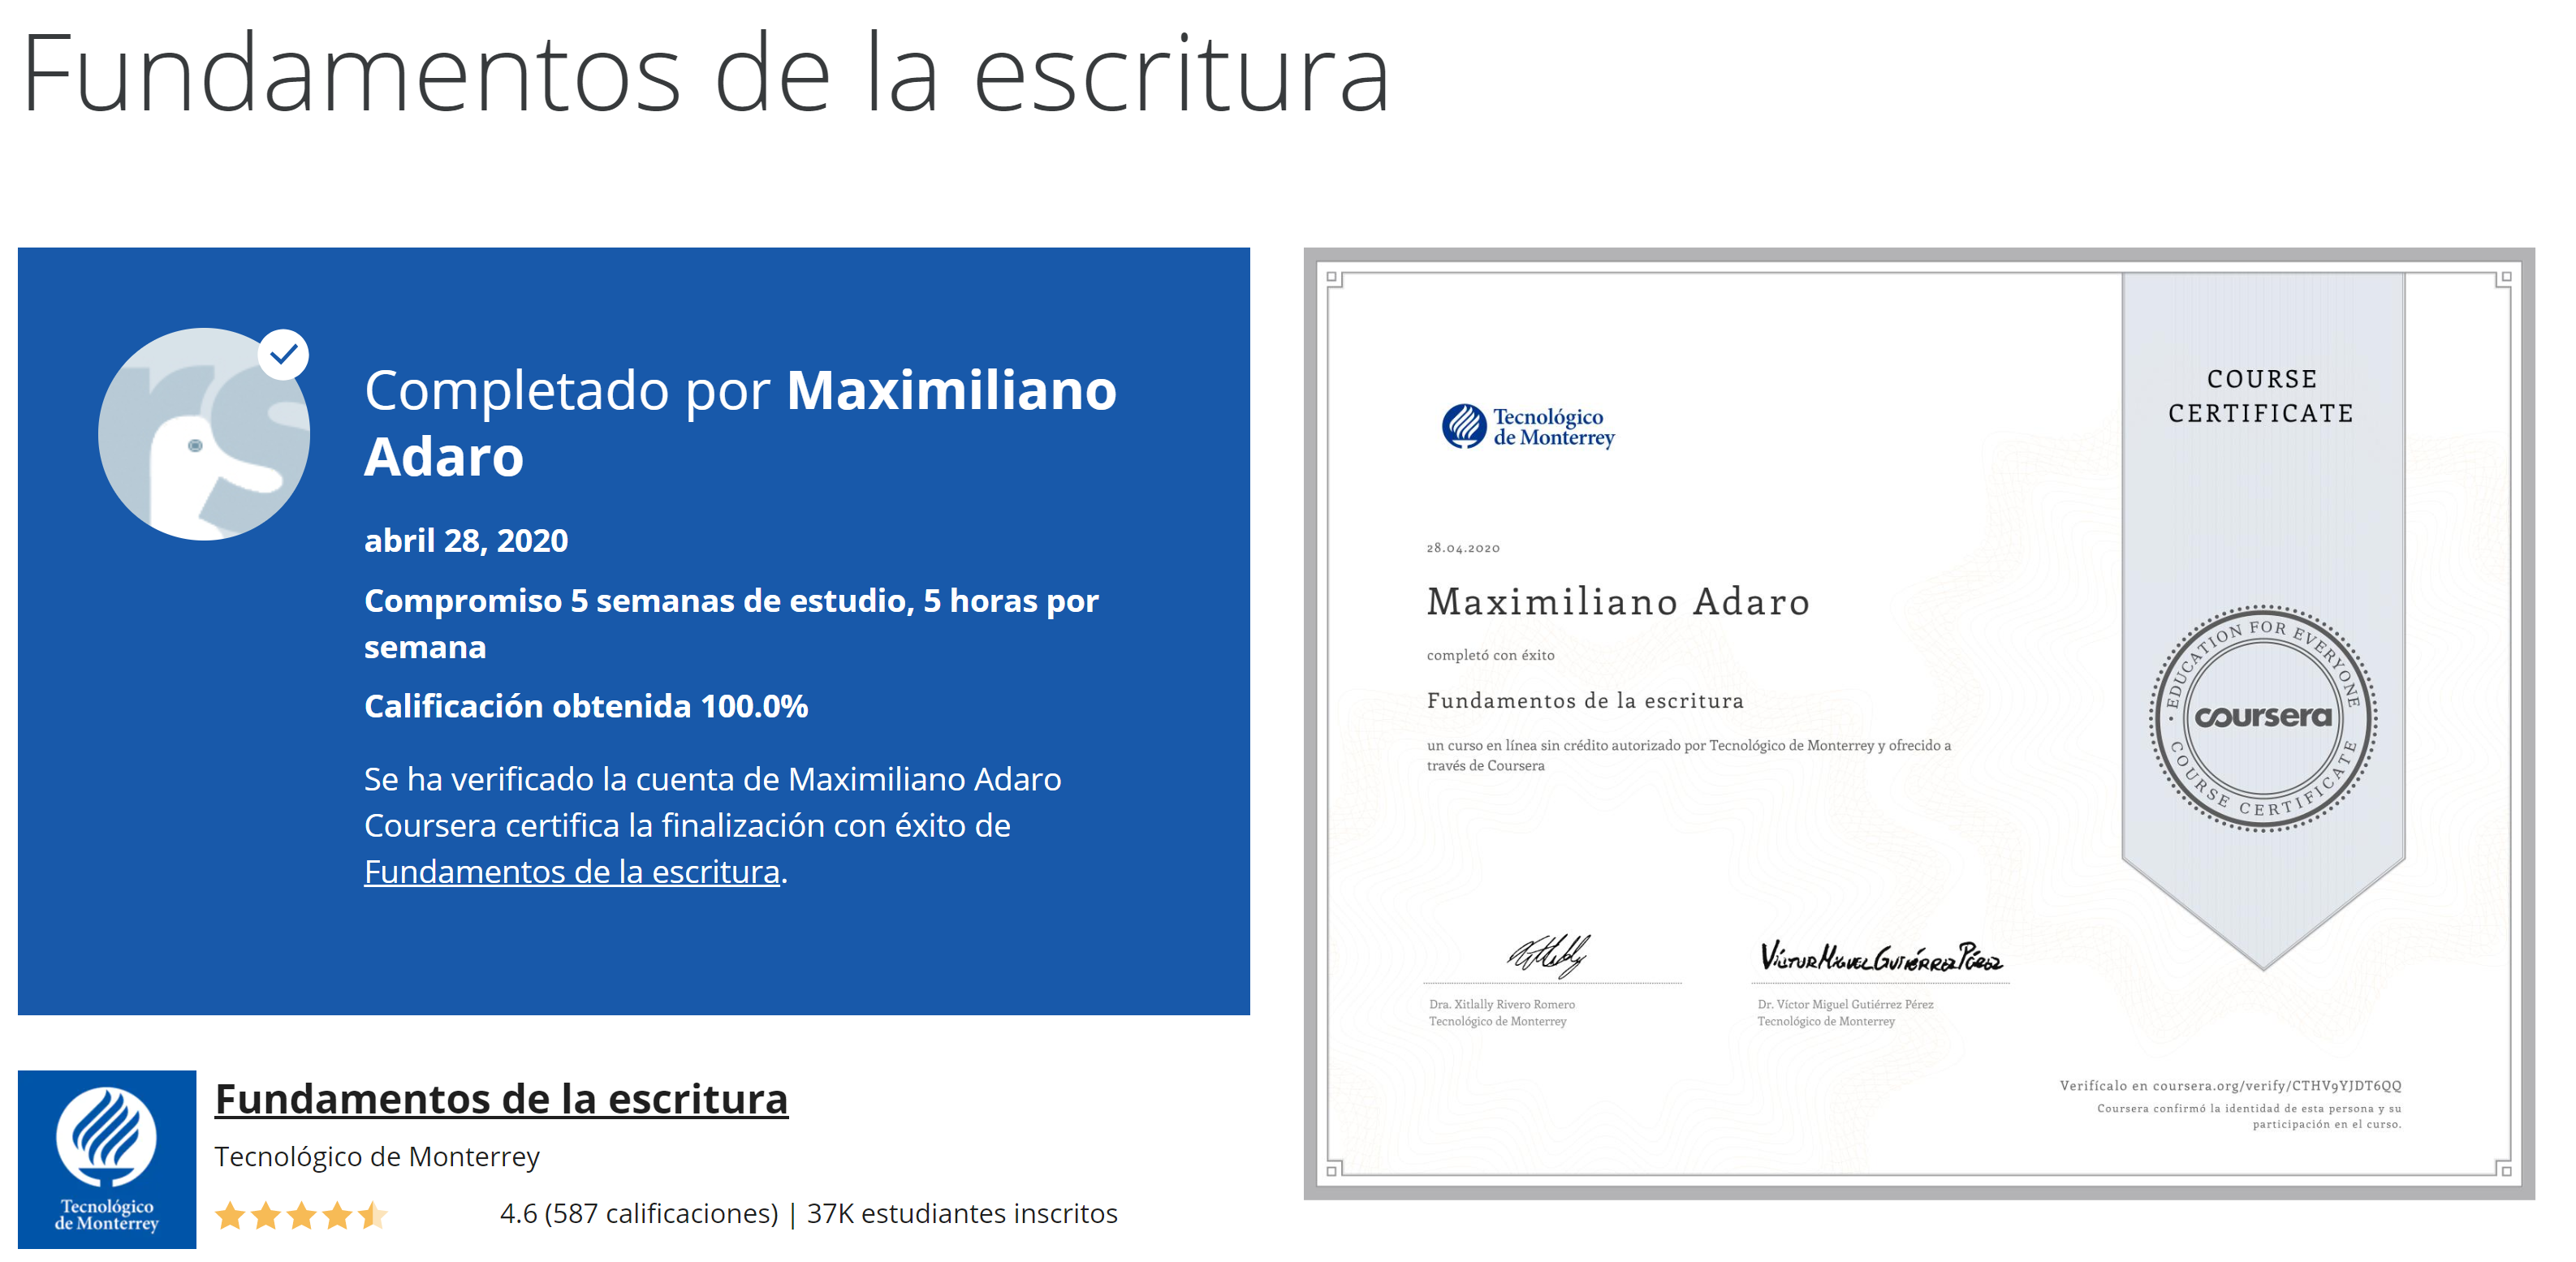 Fundamentos de la escritura
Completado por Maximiliano
Adaro
abril 28, 2020
Compromiso 5 semanas de estudio, 5 horas por
semana
Calificación obtenida 100.0%
Se ha verificado la cuenta de Maximiliano Adaro
Coursera certifica la finalización con éxito de
Fundamentos de la escritura.
Tecnológico
de Monterrey
Fundamentos de la escritura
Tecnológico de Monterrey
4.6 (587 calificaciones) | 37K estudiantes inscritos
Tecnológico
de Monterrey
28.04.2020
Maximiliano Adaro
completó con éxito
Fundamentos de la escritura
un curso en línea sin crédito autorizado por Tecnológico de Monterrey y ofrecido a
través de Coursera
Víctor Miguel Gutiérrez Pérez
Dra. Xitlally Rivero Romero
Tecnológico de Monterrey
Dr. Víctor Miguel Gutiérrez Pérez
Tecnológico de Monterrey
COURSE
CERTIFICATE
EDUCATION FOR EVERYONE
coursera
COURSE CERTIFICATE
Verifícalo en coursera.org/verify/CTHV9YJDT6QQ
Coursera confirmó la identidad de esta persona y su
participación en el curso.